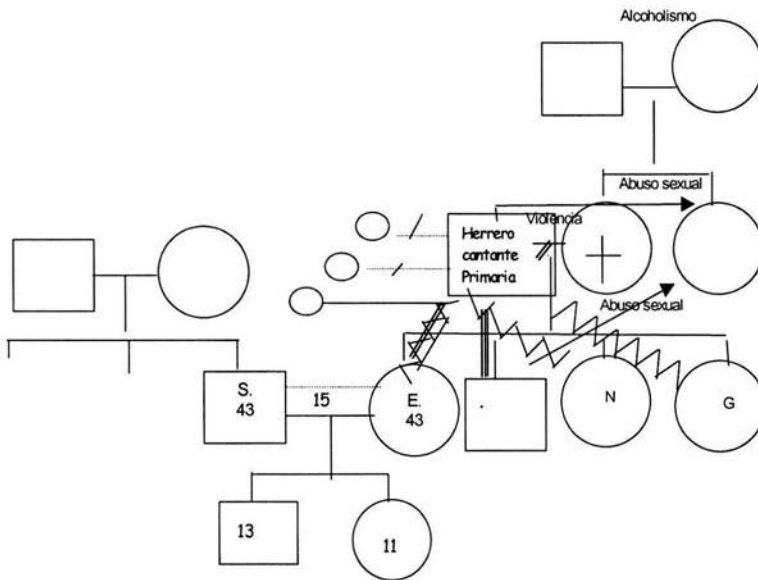 Alcoholismo
Abuso sexual
Violencia
Herrero
cantante
Primaria
Abuso sexual
S.
43
15
E.
43
N
G
13
11